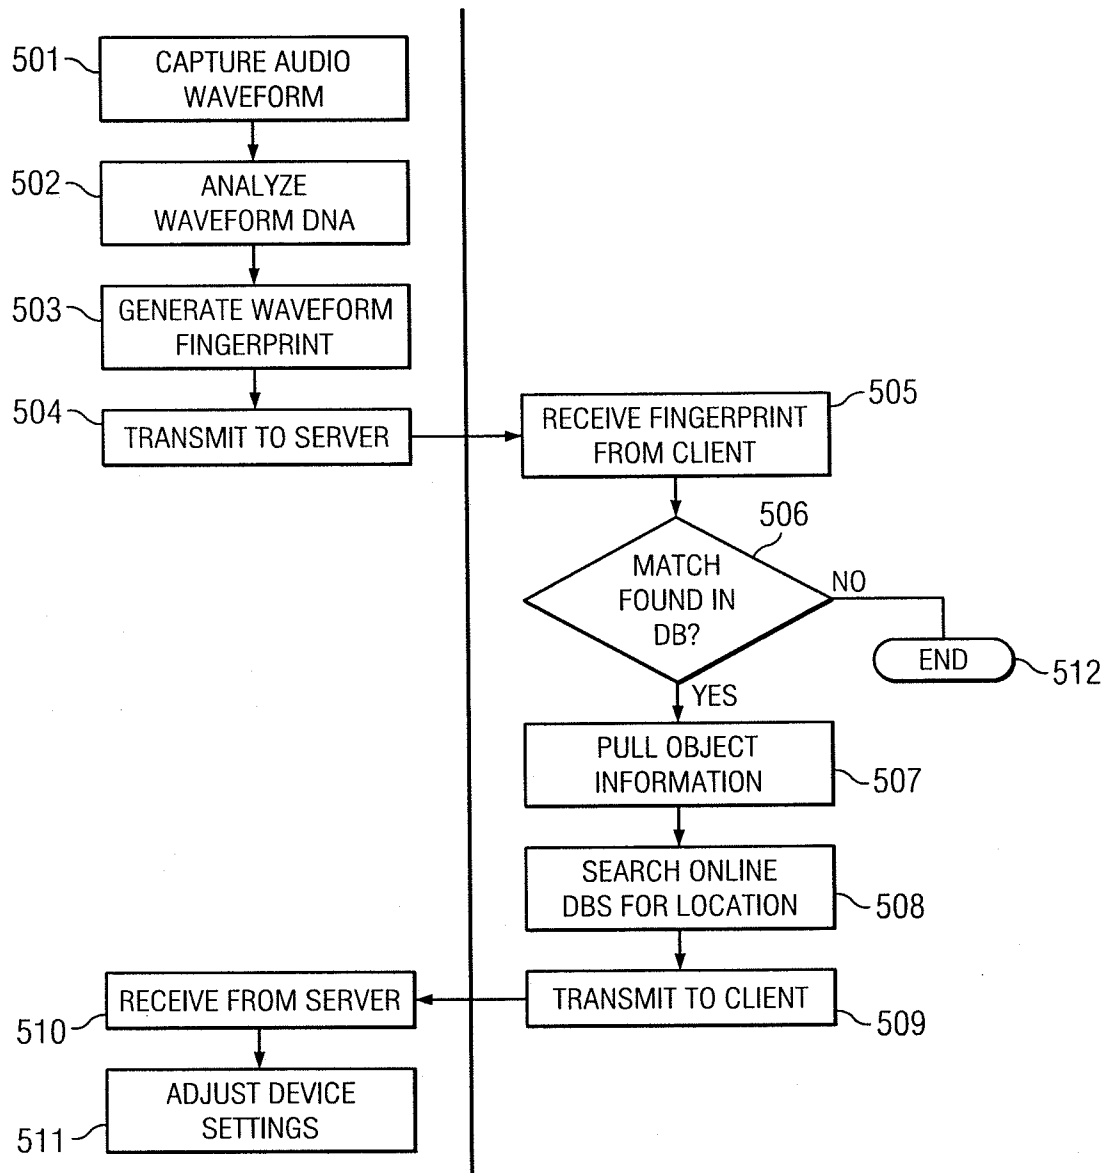 501
CAPTURE AUDIO
WAVEFORM
502
ANALYZE
WAVEFORM DNA
503
GENERATE WAVEFORM
FINGERPRINT
504
TRANSMIT TO SERVER
505
RECEIVE FINGERPRINT
FROM CLIENT
506
MATCH
FOUND IN
DB?
NO
END
512
YES
PULL OBJECT
INFORMATION
507
SEARCH ONLINE
DBS FOR LOCATION
508
TRANSMIT TO CLIENT
509
RECEIVE FROM SERVER
510
ADJUST DEVICE
SETTINGS
511